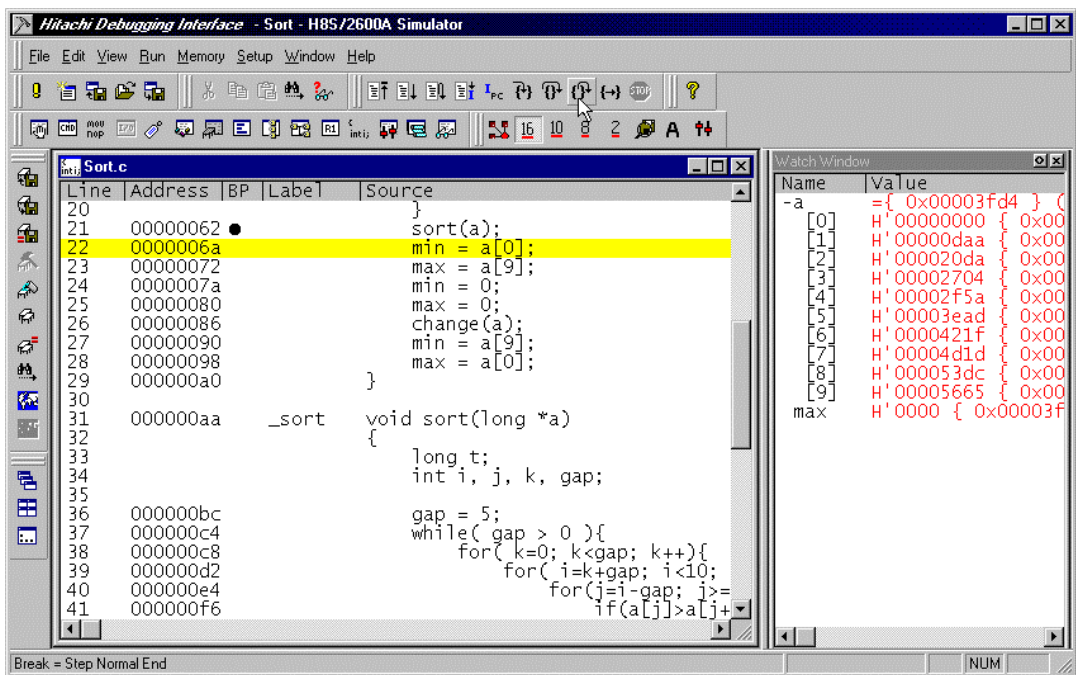 Hitachi Debugging Interface - Sort - H8S/2600A Simulator
File Edit View Run Memory Setup Window Help
16 10 8 2 A
Sort.c
Line Address BP Label Source
20 }
21 00000062 ● sort(a);
22 0000006a min = a[0];
23 00000072 max = a[9];
24 0000007a min = 0;
25 00000080 max = 0;
26 00000086 change(a);
27 00000090 min = a[9];
28 00000098 max = a[0];
29 000000a0 }
30
31 000000aa _sort void sort(long *a)
32 {
33 long t;
34 int i, j, k, gap;
35
36 000000bc gap = 5;
37 000000c4 while( gap > 0 ){
38 000000c8 for( k=0; k<gap; k++){
39 000000d2 for( i=k+gap; i<10;
40 000000e4 for(j=i-gap; j>=
41 000000f6 if(a[j]>a[j+
Watch Window
Name Value
-a ={ 0x00003fd4 } (
[0] H'00000000 { 0x00
[1] H'00000daa { 0x00
[2] H'000020da { 0x00
[3] H'00002704 { 0x00
[4] H'00002f5a { 0x00
[5] H'00003ead { 0x00
[6] H'0000421f { 0x00
[7] H'00004d1d { 0x00
[8] H'000053dc { 0x00
[9] H'00005665 { 0x00
max H'0000 { 0x00003f
Break = Step Normal End
NUM